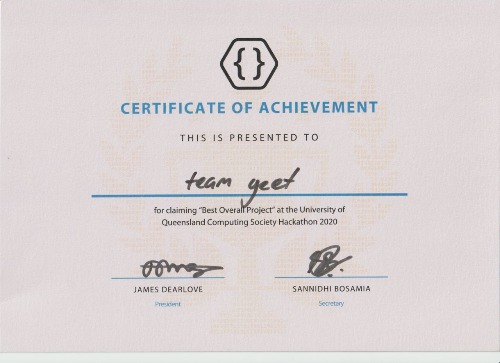 {}
CERTIFICATE OF ACHIEVEMENT
THIS IS PRESENTED TO
team yeet
for claiming "Best Overall Project" at the University of
Queensland Computing Society Hackathon 2020
JAMES DEARLOVE
President
SANNIDHI BOSAMIA
Secretary